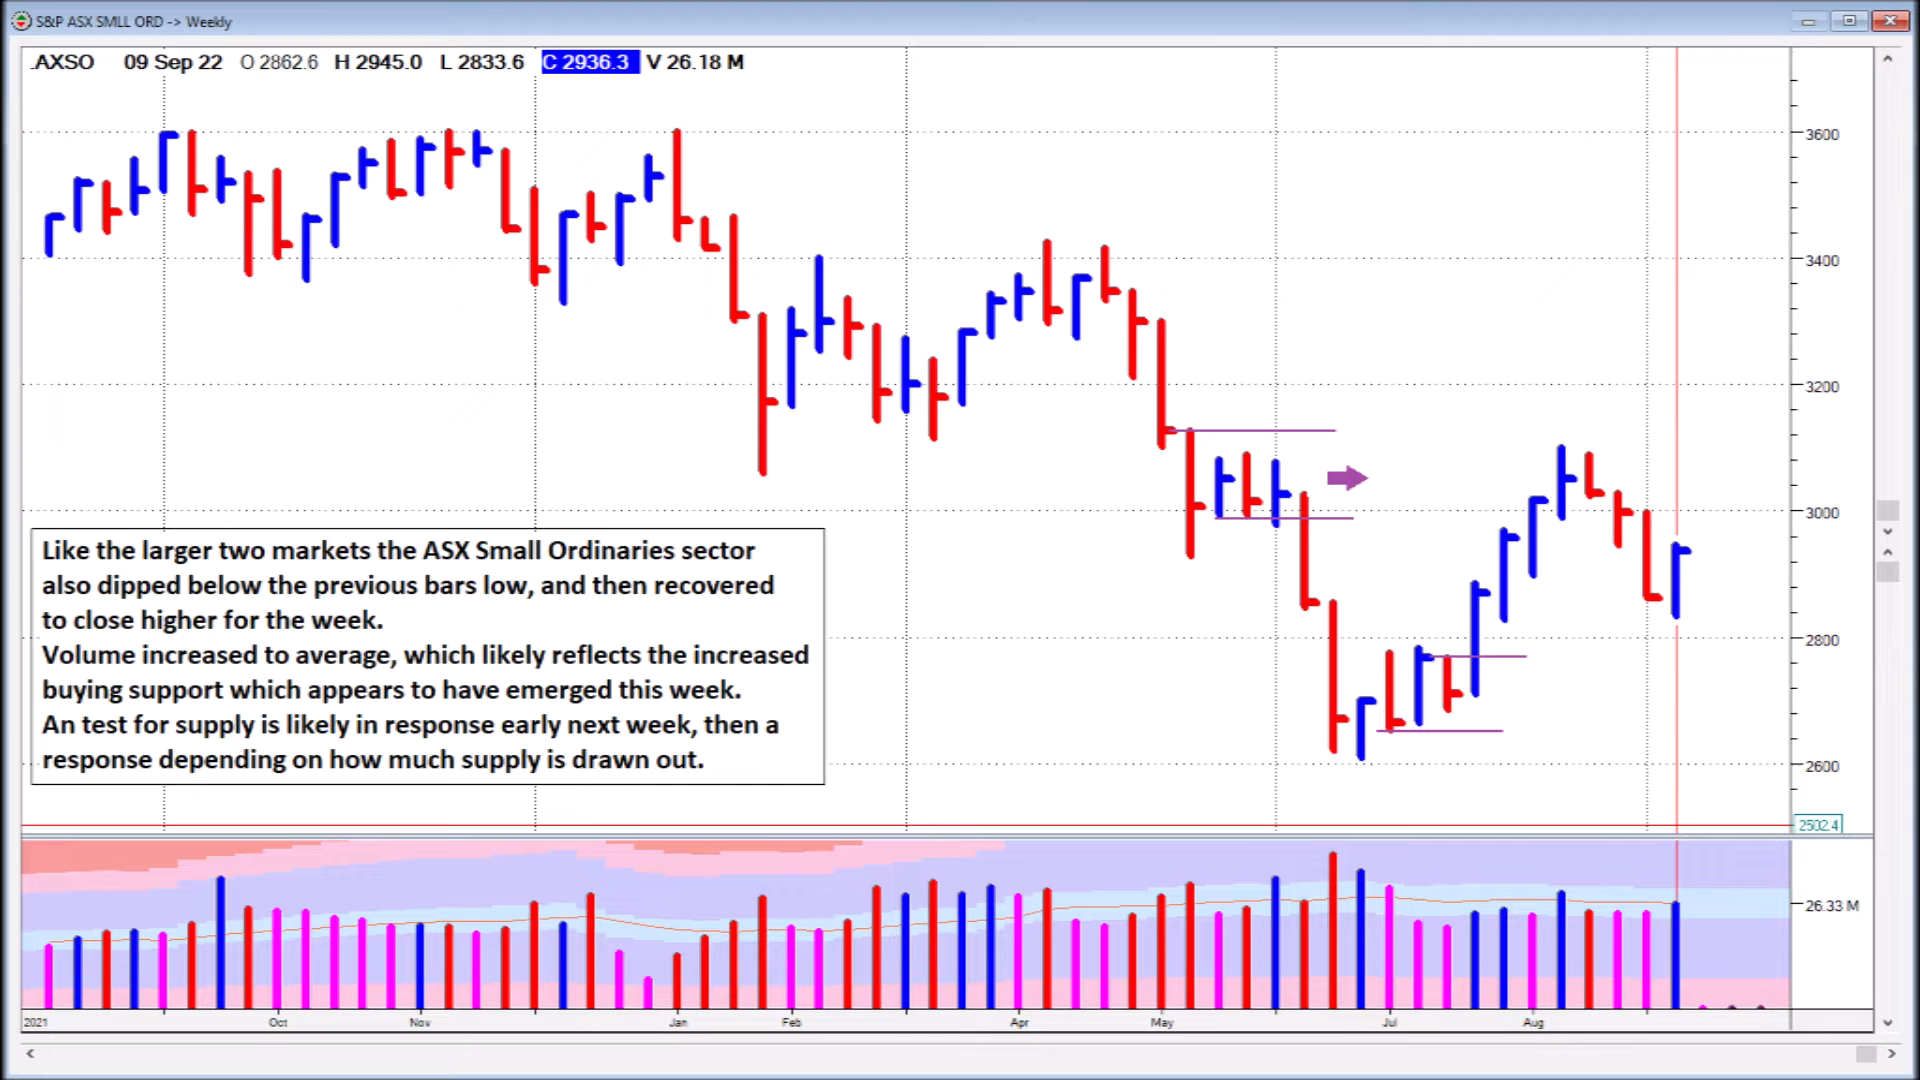 S&P ASX SMLL ORD -> Weekly
.AXSO 09 Sep 22 O 2862.6 H 2945.0 L 2833.6 C 2936.3 V 26.18 M
3600
3400
3200
3000
Like the larger two markets the ASX Small Ordinaries sector
also dipped below the previous bars low, and then recovered
to close higher for the week.
Volume increased to average, which likely reflects the increased
buying support which appears to have emerged this week.
An test for supply is likely in response early next week, then a
response depending on how much supply is drawn out.
2800
2600
2502.4
26.33 M
2021 Oct Nov Jan Feb Apr May Jul Aug